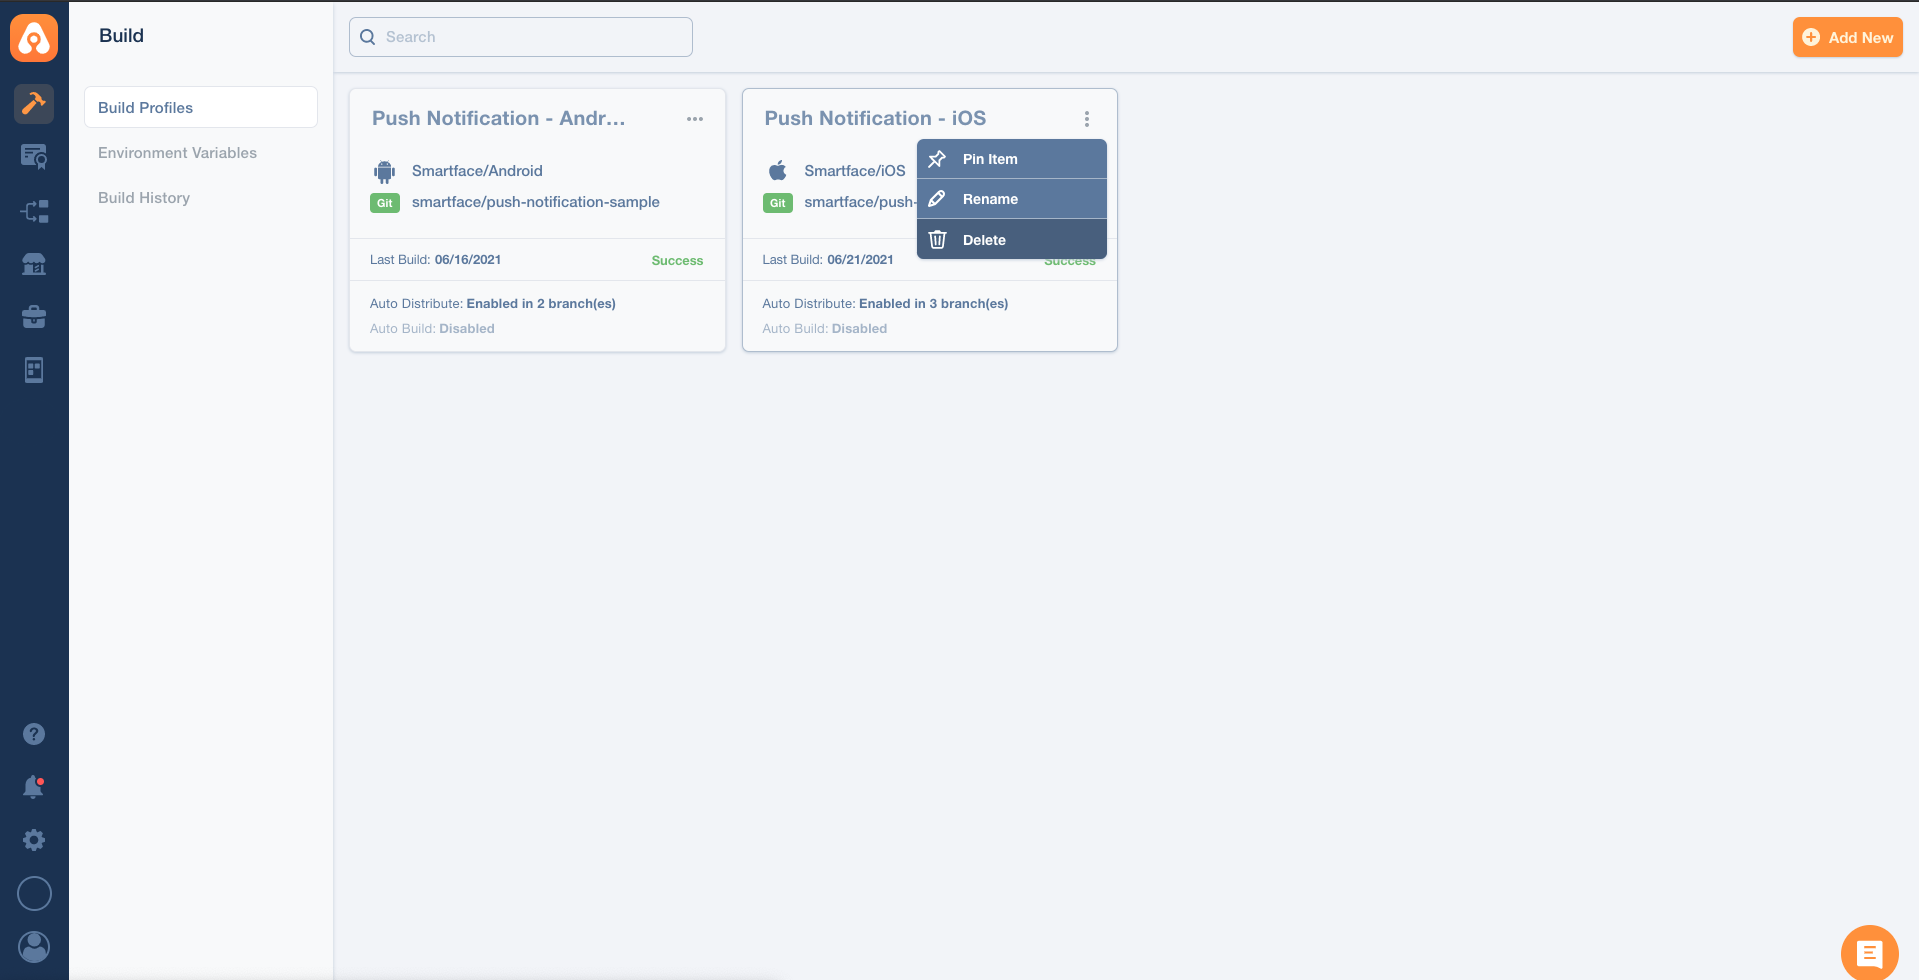 Build
Search
Add New
Build Profiles
Environment Variables
Build History
Push Notification - Andr...
Smartface/Android
Git smartface/push-notification-sample
Last Build: 06/16/2021 Success
Auto Distribute: Enabled in 2 branch(es)
Auto Build: Disabled
Push Notification - iOS
Smartface/iOS
Git smartface/push-
Pin Item
Rename
Delete
Last Build: 06/21/2021 Success
Auto Distribute: Enabled in 3 branch(es)
Auto Build: Disabled